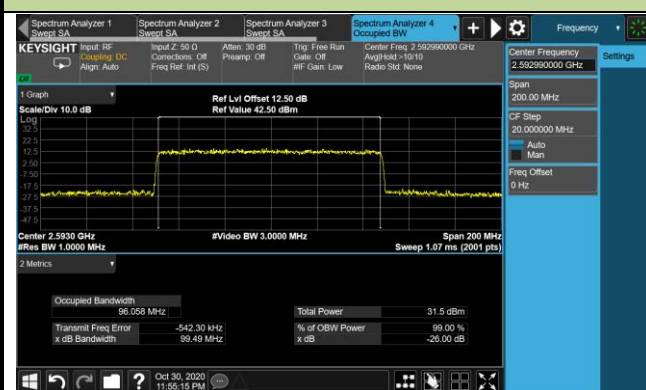 Spectrum Analyzer 1
Swept SA
Spectrum Analyzer 2
Swept SA
Spectrum Analyzer 3
Swept SA
Spectrum Analyzer 4
Occupied BW
Frequency
KEYSIGHT
Input: RF
Coupling: DC
Align: Auto
Input Z: 50 Ω
Corrections: Off
Freq Ref: Int (S)
Atten: 30 dB
Preamp: Off
Trig: Free Run
Gate: Off
#IF Gain: Low
Center Freq: 2.592990000 GHz
Avg|Hold:>10/10
Radio Std: None
Center Frequency
2.592990000 GHz
Settings
Span
200.00 MHz
CF Step
20.000000 MHz
Auto
Man
Freq Offset
0 Hz
1 Graph
Scale/Div 10.0 dB
Ref Lvl Offset 12.50 dB
Ref Value 42.50 dBm
Log
32.5
22.5
12.5
2.50
-7.50
-17.5
-27.5
-37.5
-47.5
Center 2.5930 GHz
#Res BW 1.0000 MHz
#Video BW 3.0000 MHz
Span 200 MHz
Sweep 1.07 ms (2001 pts)
2 Metrics
Occupied Bandwidth
96.058 MHz
Total Power
31.5 dBm
Transmit Freq Error
-542.30 kHz
% of OBW Power
99.00 %
x dB Bandwidth
99.49 MHz
x dB
-26.00 dB
Oct 30, 2020
11:55:15 PM